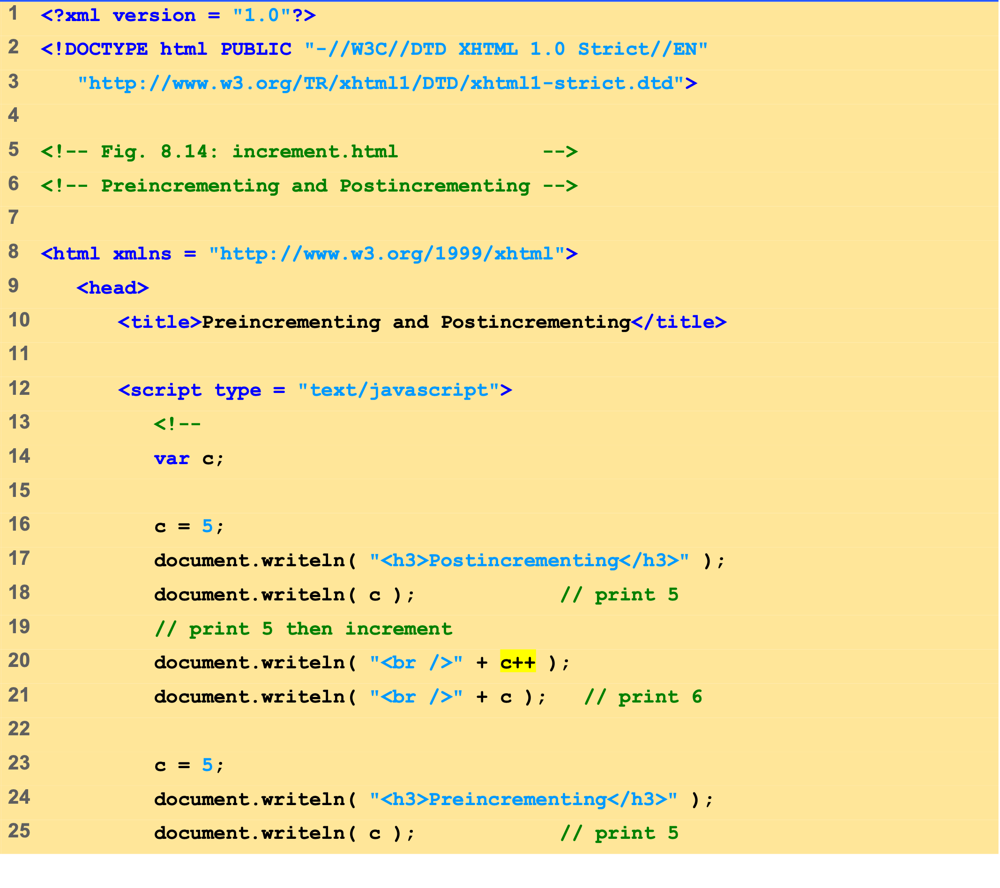 1 <?xml version = "1.0"?>
2 <!DOCTYPE html PUBLIC "-//W3C//DTD XHTML 1.0 Strict//EN"
3    "http://www.w3.org/TR/xhtml1/DTD/xhtml1-strict.dtd">
4
5 <!-- Fig. 8.14: increment.html            -->
6 <!-- Preincrementing and Postincrementing -->
7
8 <html xmlns = "http://www.w3.org/1999/xhtml">
9    <head>
10       <title>Preincrementing and Postincrementing</title>
11
12       <script type = "text/javascript">
13          <!--
14          var c;
15
16          c = 5;
17          document.writeln( "<h3>Postincrementing</h3>" );
18          document.writeln( c );            // print 5
19          // print 5 then increment
20          document.writeln( "<br />" + c++ );
21          document.writeln( "<br />" + c );   // print 6
22
23          c = 5;
24          document.writeln( "<h3>Preincrementing</h3>" );
25          document.writeln( c );            // print 5